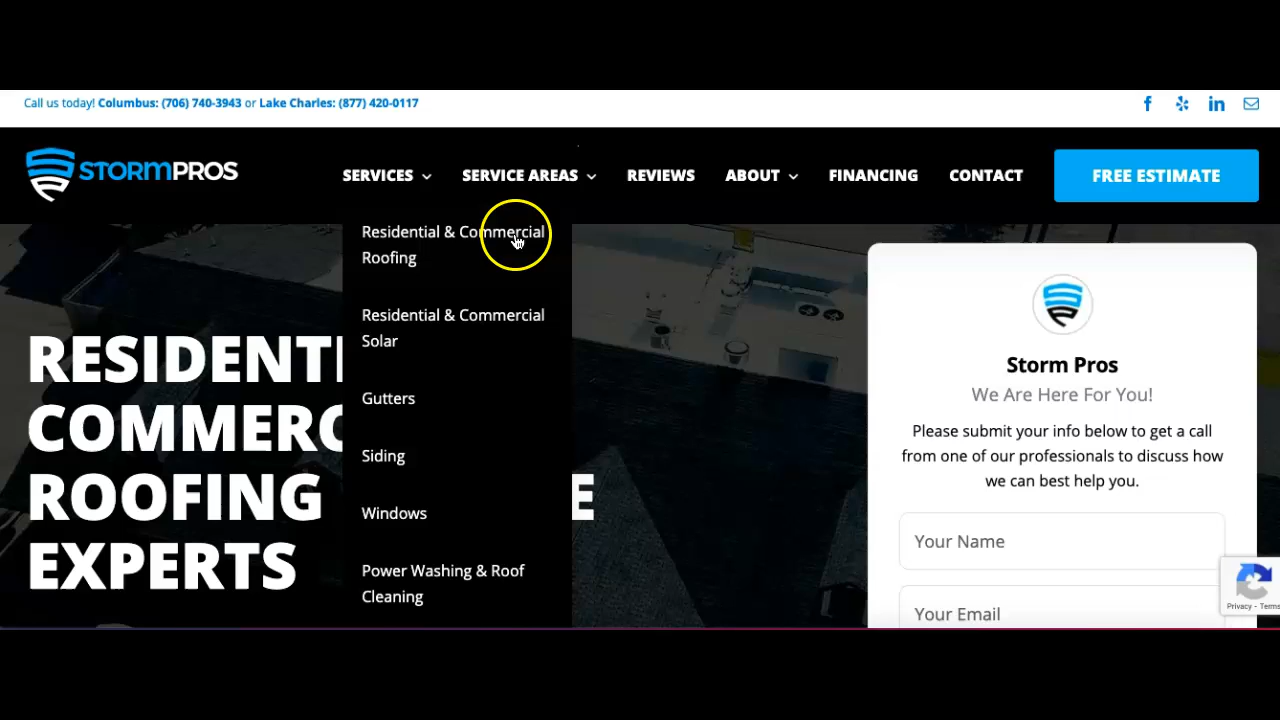 Call us today! Columbus: (706) 740-3943 or Lake Charles: (877) 420-0117
STORMPROS
SERVICES
SERVICE AREAS
REVIEWS
ABOUT
FINANCING
CONTACT
FREE ESTIMATE
Residential & Commercial
Roofing
Residential & Commercial
Solar
Gutters
Siding
Windows
Power Washing & Roof
Cleaning
RESIDENT
COMMERC
ROOFING E
EXPERTS
Storm Pros
We Are Here For You!
Please submit your info below to get a call
from one of our professionals to discuss how
we can best help you.
Your Name
Your Email
Privacy - Terms